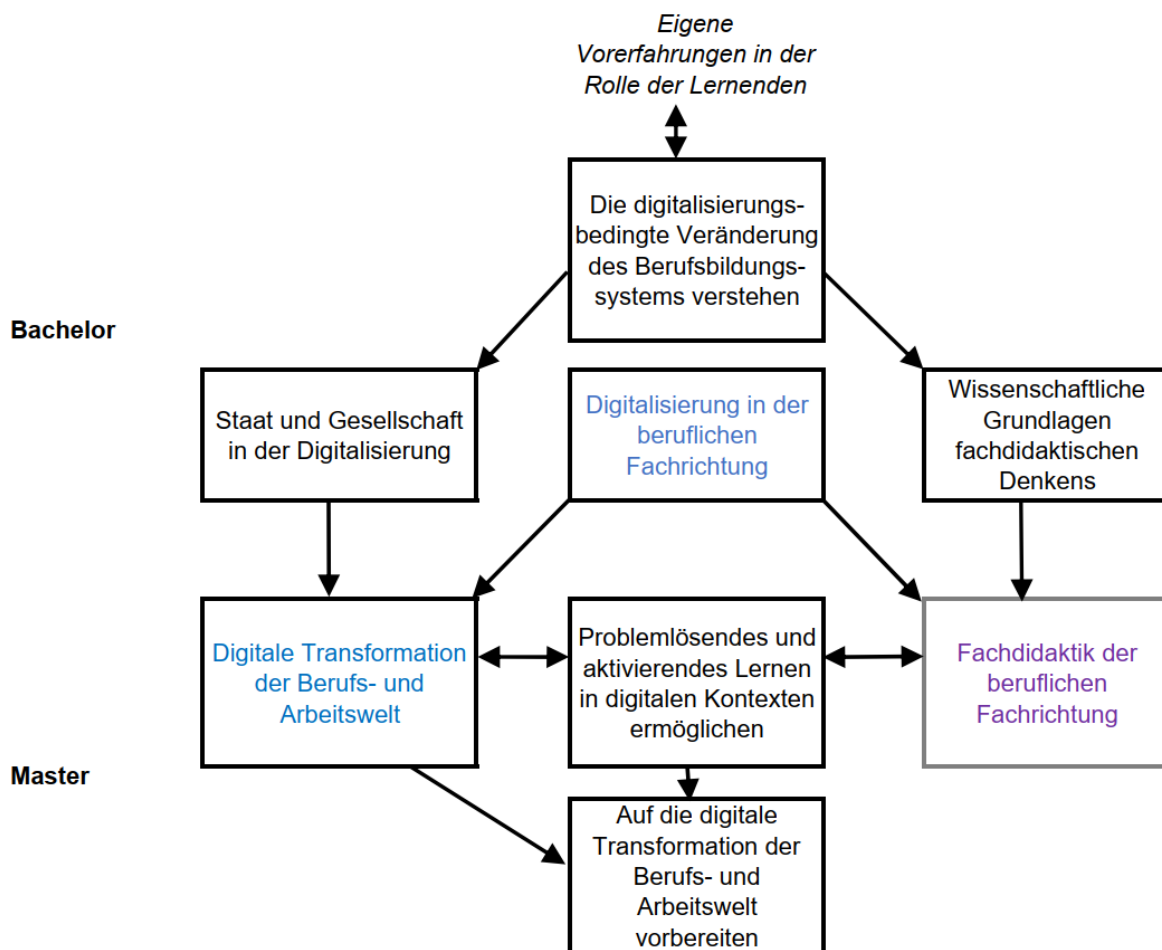 Eigene
Vorerfahrungen in der
Rolle der Lernenden
Die digitalisierungs-
bedingte Veränderung
des Berufsbildungs-
systems verstehen
Bachelor
Staat und Gesellschaft
in der Digitalisierung
Digitalisierung in der
beruflichen
Fachrichtung
Wissenschaftliche
Grundlagen
fachdidaktischen
Denkens
Digitale Transformation
der Berufs- und
Arbeitswelt
Problemlösendes und
aktivierendes Lernen
in digitalen Kontexten
ermöglichen
Fachdidaktik der
beruflichen
Fachrichtung
Master
Auf die digitale
Transformation der
Berufs- und
Arbeitswelt
vorbereiten